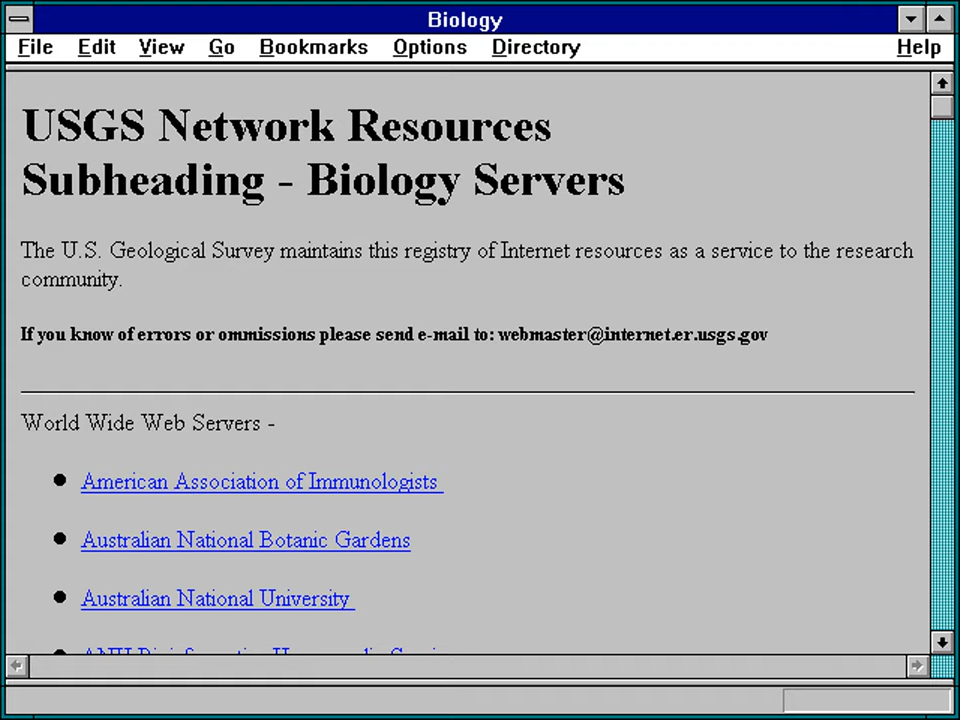 Biology
File Edit View Go Bookmarks Options Directory Help
USGS Network Resources
Subheading - Biology Servers
The U.S. Geological Survey maintains this registry of Internet resources as a service to the research
community.
If you know of errors or ommissions please send e-mail to: webmaster@internet.er.usgs.gov
World Wide Web Servers -
American Association of Immunologists
Australian National Botanic Gardens
Australian National University